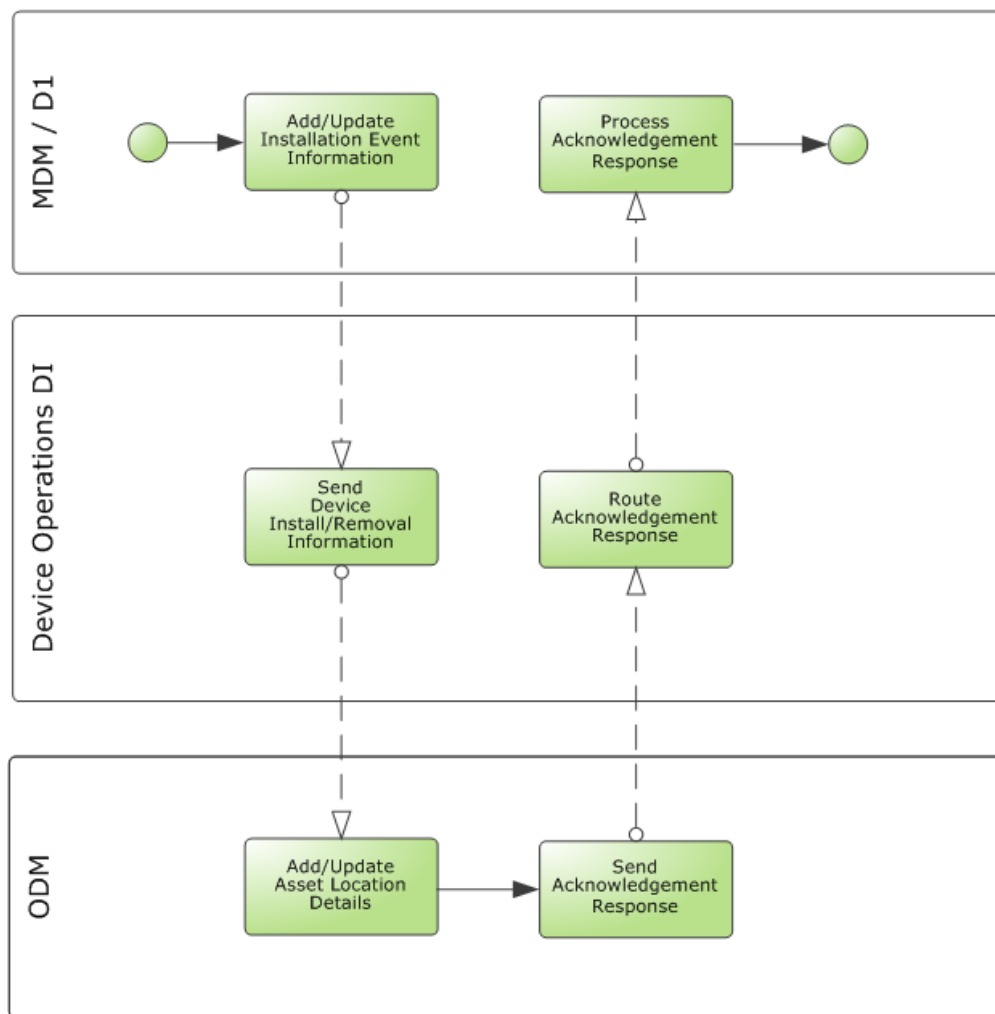 MDM / D1
Add/Update
Installation Event
Information
Process
Acknowledgement
Response
Device Operations DI
Send
Device
Install/Removal
Information
Route
Acknowledgement
Response
ODM
Add/Update
Asset Location
Details
Send
Acknowledgement
Response